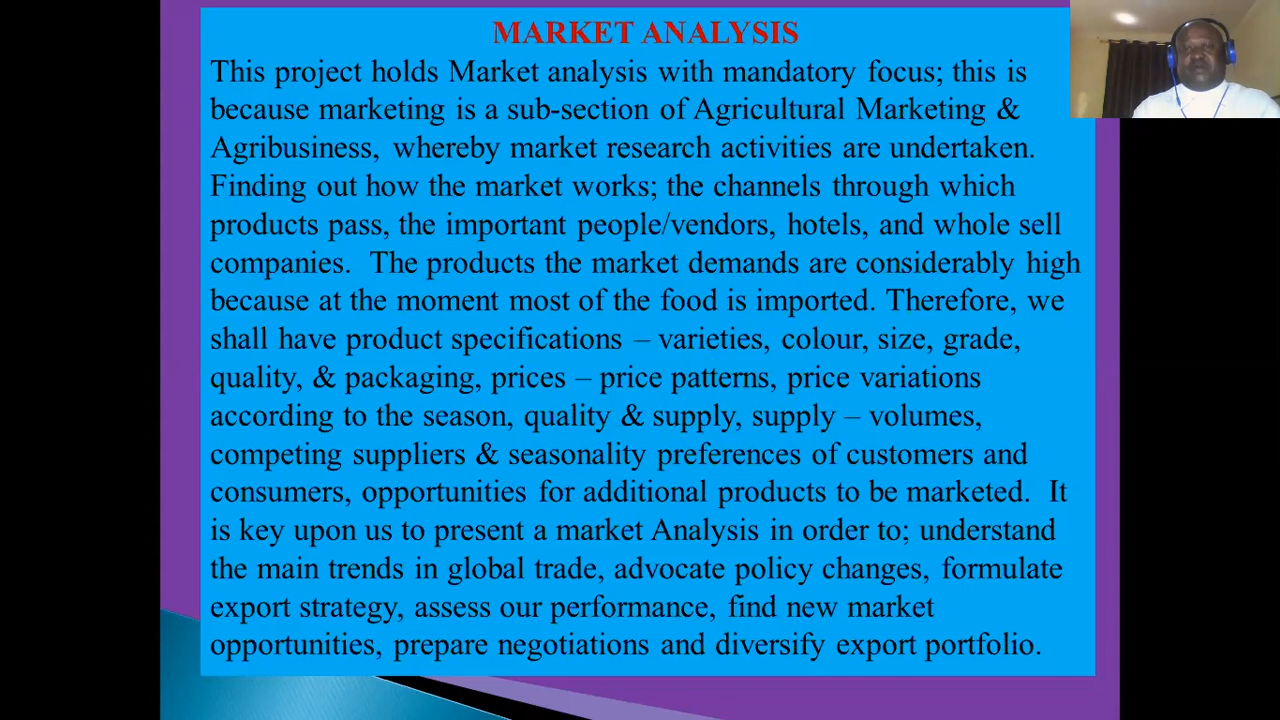 MARKET ANALYSIS
This project holds Market analysis with mandatory focus; this is
because marketing is a sub-section of Agricultural Marketing &
Agribusiness, whereby market research activities are undertaken.
Finding out how the market works; the channels through which
products pass, the important people/vendors, hotels, and whole sell
companies.  The products the market demands are considerably high
because at the moment most of the food is imported. Therefore, we
shall have product specifications – varieties, colour, size, grade,
quality, & packaging, prices – price patterns, price variations
according to the season, quality & supply, supply – volumes,
competing suppliers & seasonality preferences of customers and
consumers, opportunities for additional products to be marketed.  It
is key upon us to present a market Analysis in order to; understand
the main trends in global trade, advocate policy changes, formulate
export strategy, assess our performance, find new market
opportunities, prepare negotiations and diversify export portfolio.